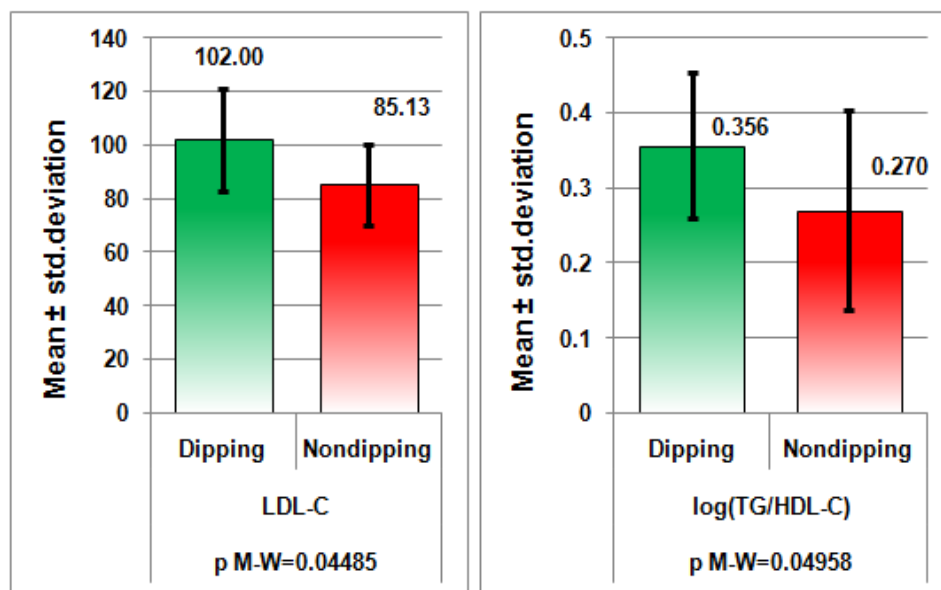 Mean± std.deviation
140
120
100
80
60
40
20
0
102.00
85.13
Dipping Nondipping
LDL-C
p M-W=0.04485
Mean± std.deviation
0.5
0.4
0.3
0.2
0.1
0
0.356
0.270
Dipping Nondipping
log(TG/HDL-C)
p M-W=0.04958